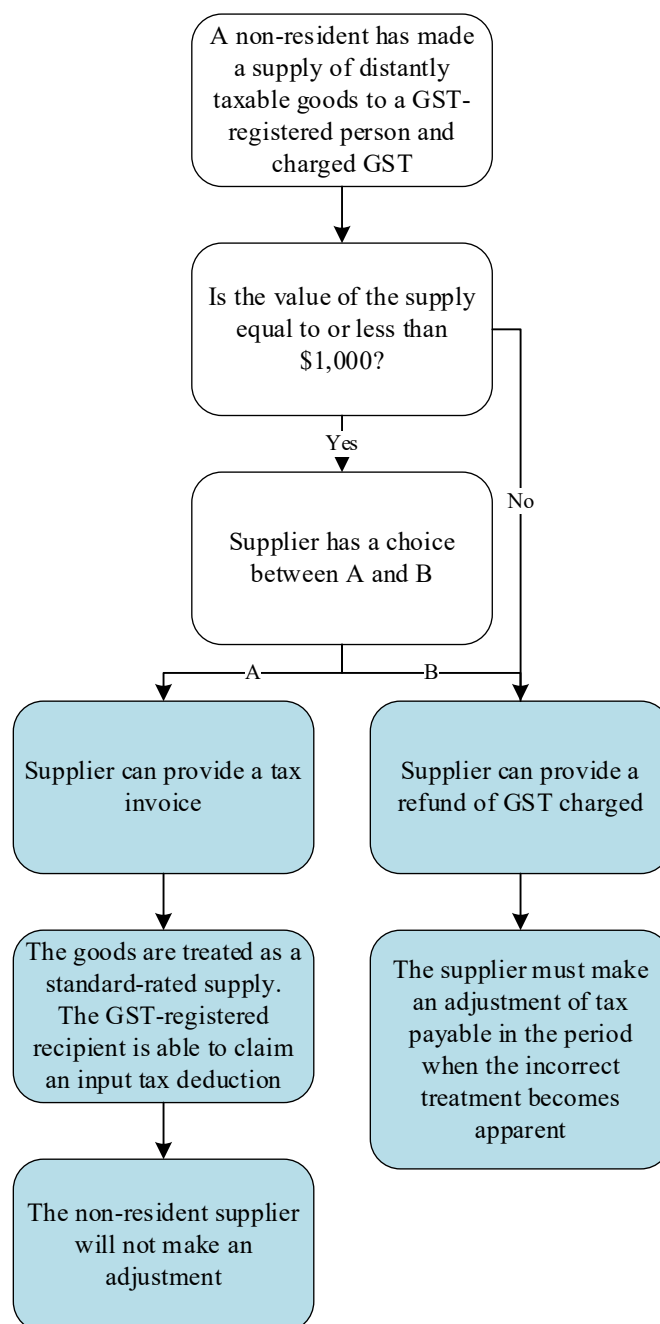 A non-resident has made
a supply of distantly
taxable goods to a GST-
registered person and
charged GST
Is the value of the supply
equal to or less than
$1,000?
Yes
No
Supplier has a choice
between A and B
A
B
Supplier can provide a tax
invoice
Supplier can provide a
refund of GST charged
The goods are treated as a
standard-rated supply.
The GST-registered
recipient is able to claim
an input tax deduction
The supplier must make
an adjustment of tax
payable in the period
when the incorrect
treatment becomes
apparent
The non-resident supplier
will not make an
adjustment